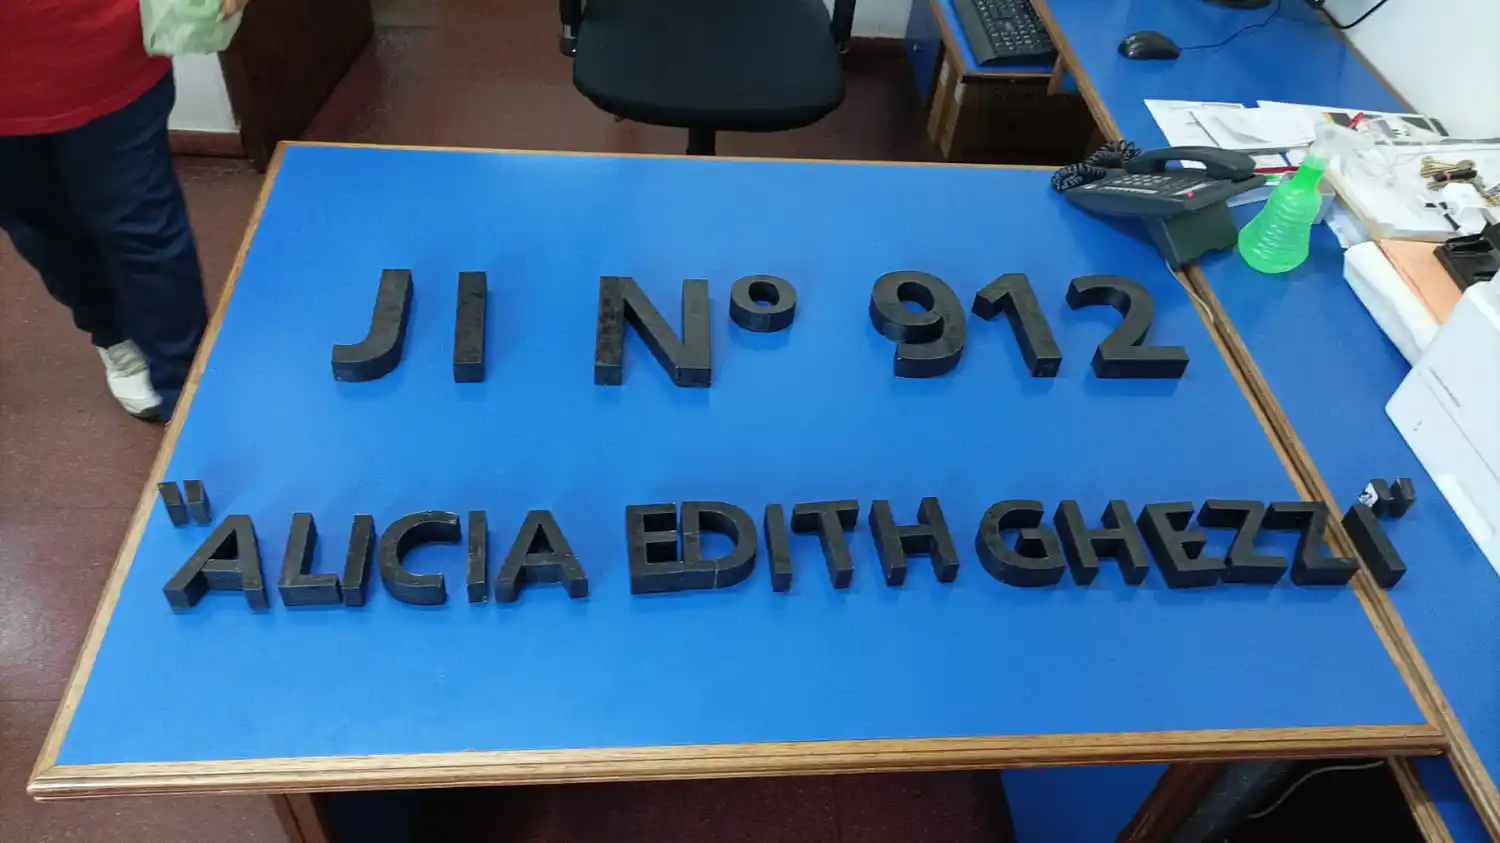 JI Nº 912
"ALICIA EDITH GHEZZI"